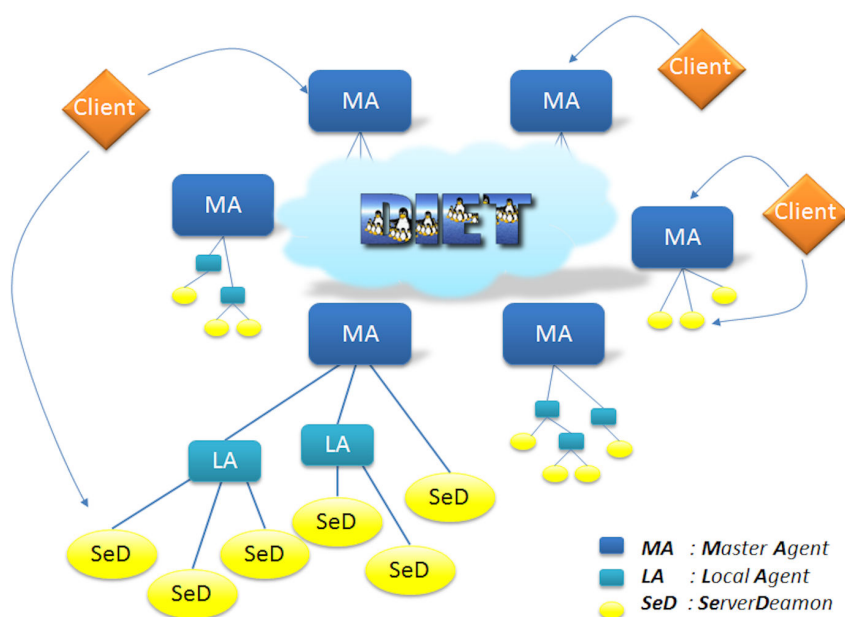 Client
Client
MA
MA
MA
DIET
Client
MA
MA
MA
LA
LA
SeD
SeD
SeD
SeD
SeD
SeD
MA : Master Agent
LA : Local Agent
SeD : ServerDeamon